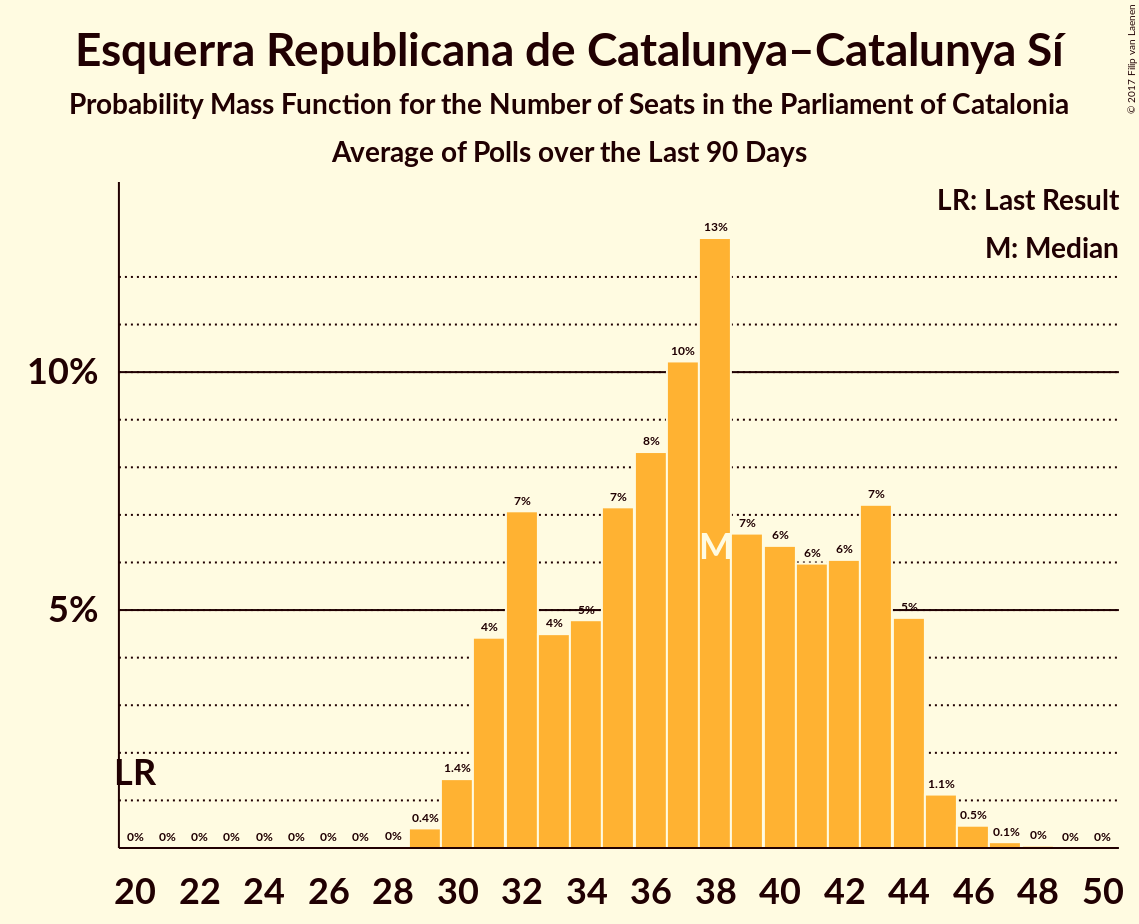 Esquerra Republicana de Catalunya–Catalunya Sí
Probability Mass Function for the Number of Seats in the Parliament of Catalonia
Average of Polls over the Last 90 Days
© 2017 Filip van Laenen
LR: Last Result
M: Median
13%
10%
10%
8%
7%
7%
7%
7%
M
6%
6%
6%
5%
5%
5%
4%
4%
LR
1.4%
1.1%
0.4%
0.5%
0.1%
0% 0% 0% 0% 0% 0% 0% 0% 0% 0% 0% 0%
20 22 24 26 28 30 32 34 36 38 40 42 44 46 48 50